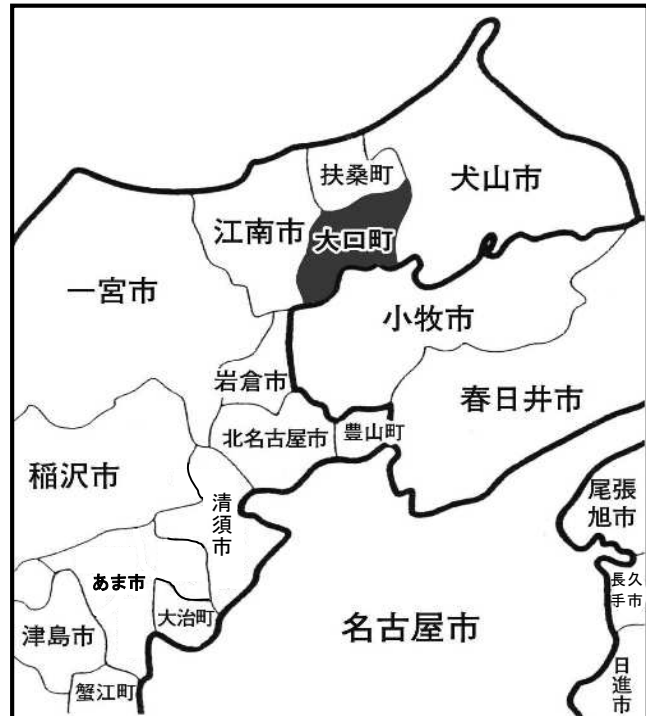 扶桑町
犬山市
江南市
大口町
一宮市
小牧市
岩倉市
春日井市
北名古屋市
豊山町
稲沢市
清須市
尾張
旭市
あま市
長久
手市
大治町
名古屋市
津島市
日進市
蟹江町